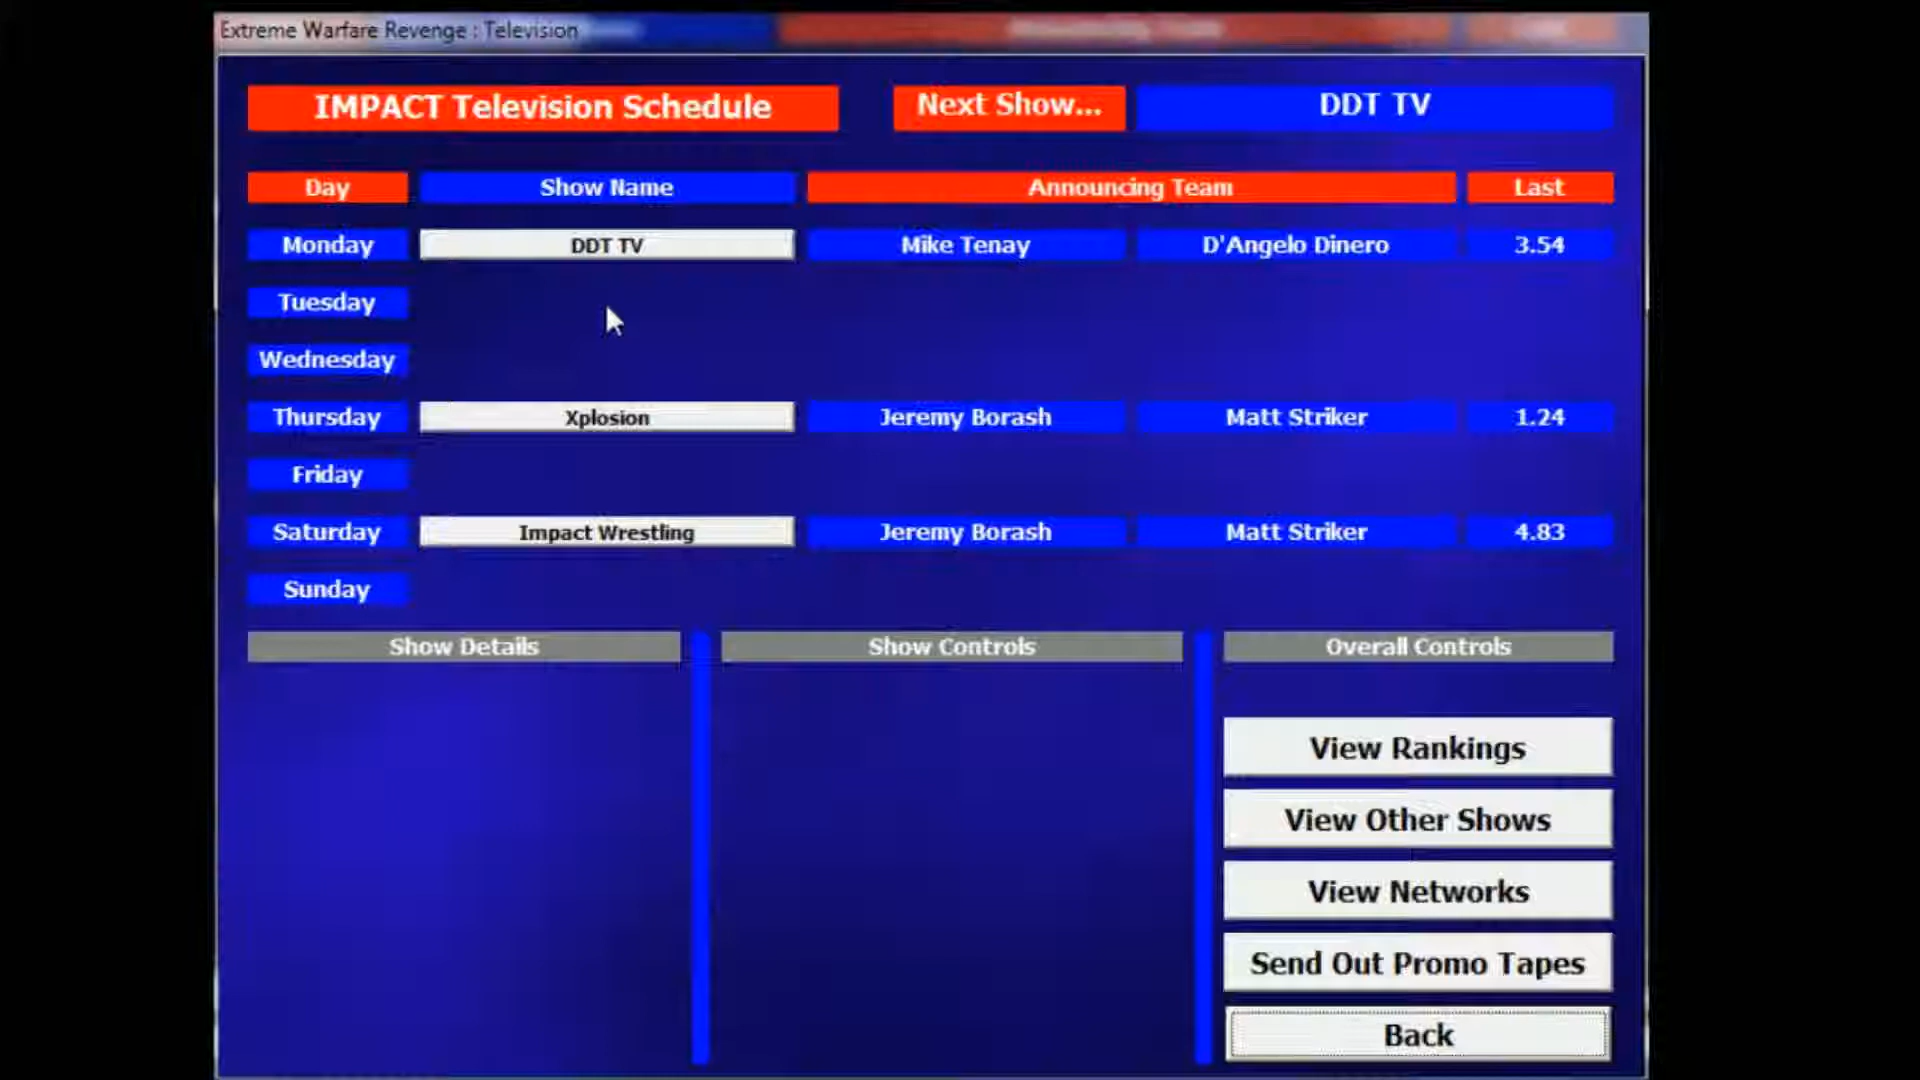 Extreme Warfare Revenge : Television
IMPACT Television Schedule
Next Show...
DDT TV
Day
Show Name
Announcing Team
Last
Monday
DDT TV
Mike Tenay
D'Angelo Dinero
3.54
Tuesday
Wednesday
Thursday
Xplosion
Jeremy Borash
Matt Striker
1.24
Friday
Saturday
Impact Wrestling
Jeremy Borash
Matt Striker
4.83
Sunday
Show Details
Show Controls
Overall Controls
View Rankings
View Other Shows
View Networks
Send Out Promo Tapes
Back